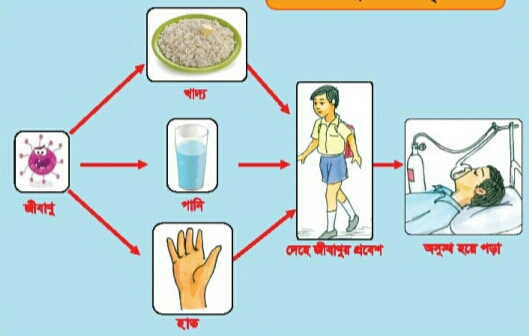 খাদ্য
জীবাণু
পানি
হাত
দেহে জীবাণুর প্রবেশ
অসুস্থ হয়ে পড়া